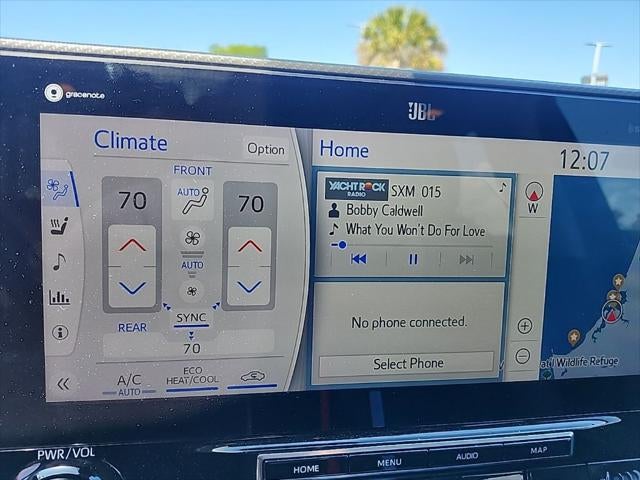 gracenote
JBL
Climate
Option
FRONT
70
AUTO
70
AUTO
SYNC
REAR
70
A/C
AUTO
ECO
HEAT/COOL
Home
12:07
YACHT ROCK
RADIO
SXM 015
Bobby Caldwell
What You Won't Do For Love
W
No phone connected.
Select Phone
al Wildlife Refuge
PWR/VOL
HOME
MENU
AUDIO
MAP